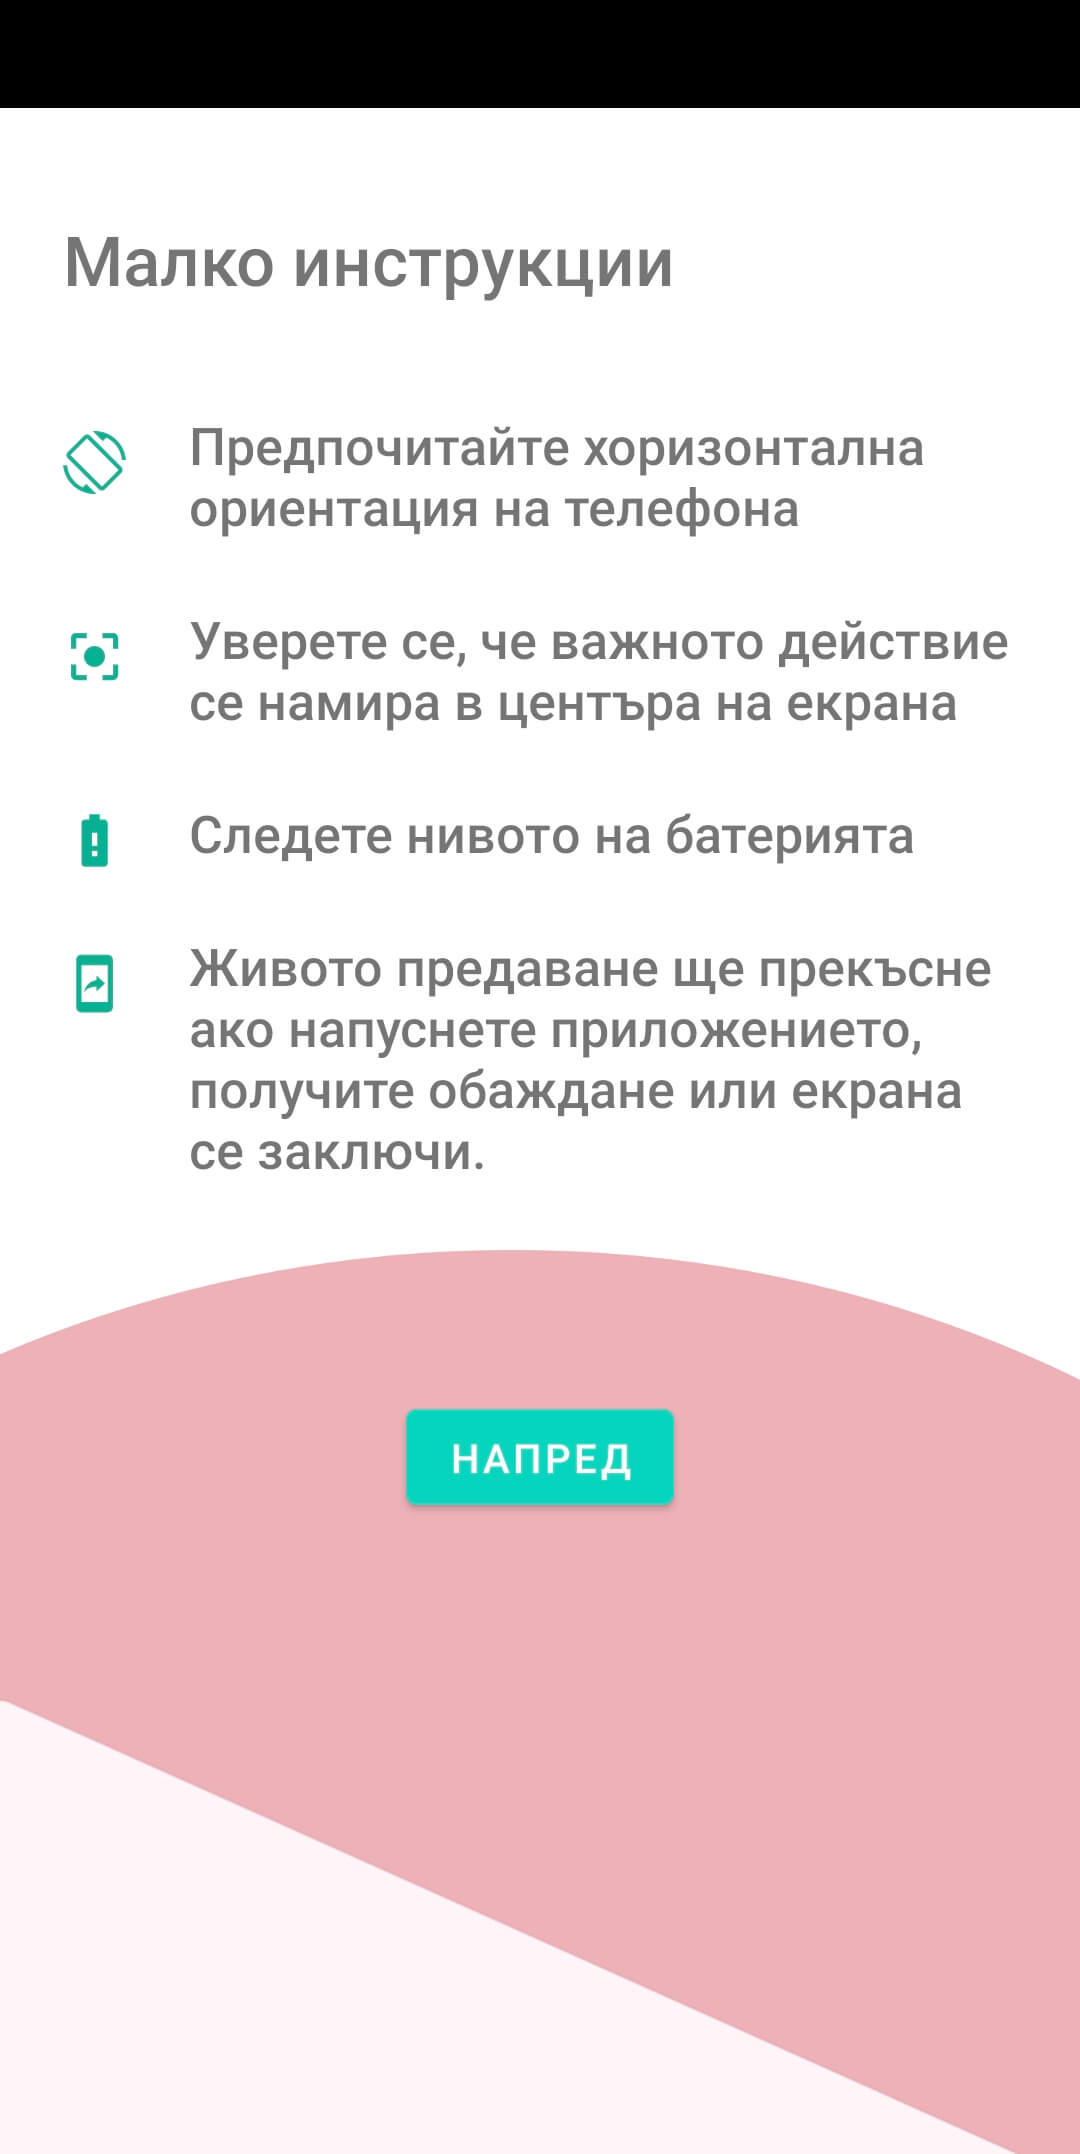 Малко инструкции
Предпочитайте хоризонтална
ориентация на телефона
Уверете се, че важното действие
се намира в центъра на екрана
Следете нивото на батерията
Живото предаване ще прекъсне
ако напуснете приложението,
получите обаждане или екрана
се заключи.
НАПРЕД